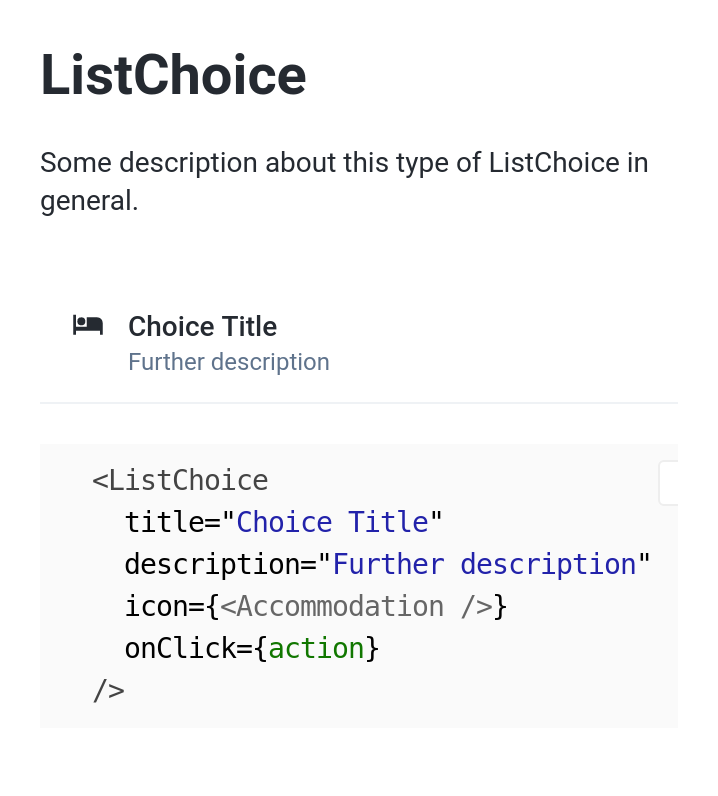 ListChoice
Some description about this type of ListChoice in
general.
Choice Title
Further description
<ListChoice
title="Choice Title"
description="Further description"
icon={<Accommodation />}
onClick={action}
/>